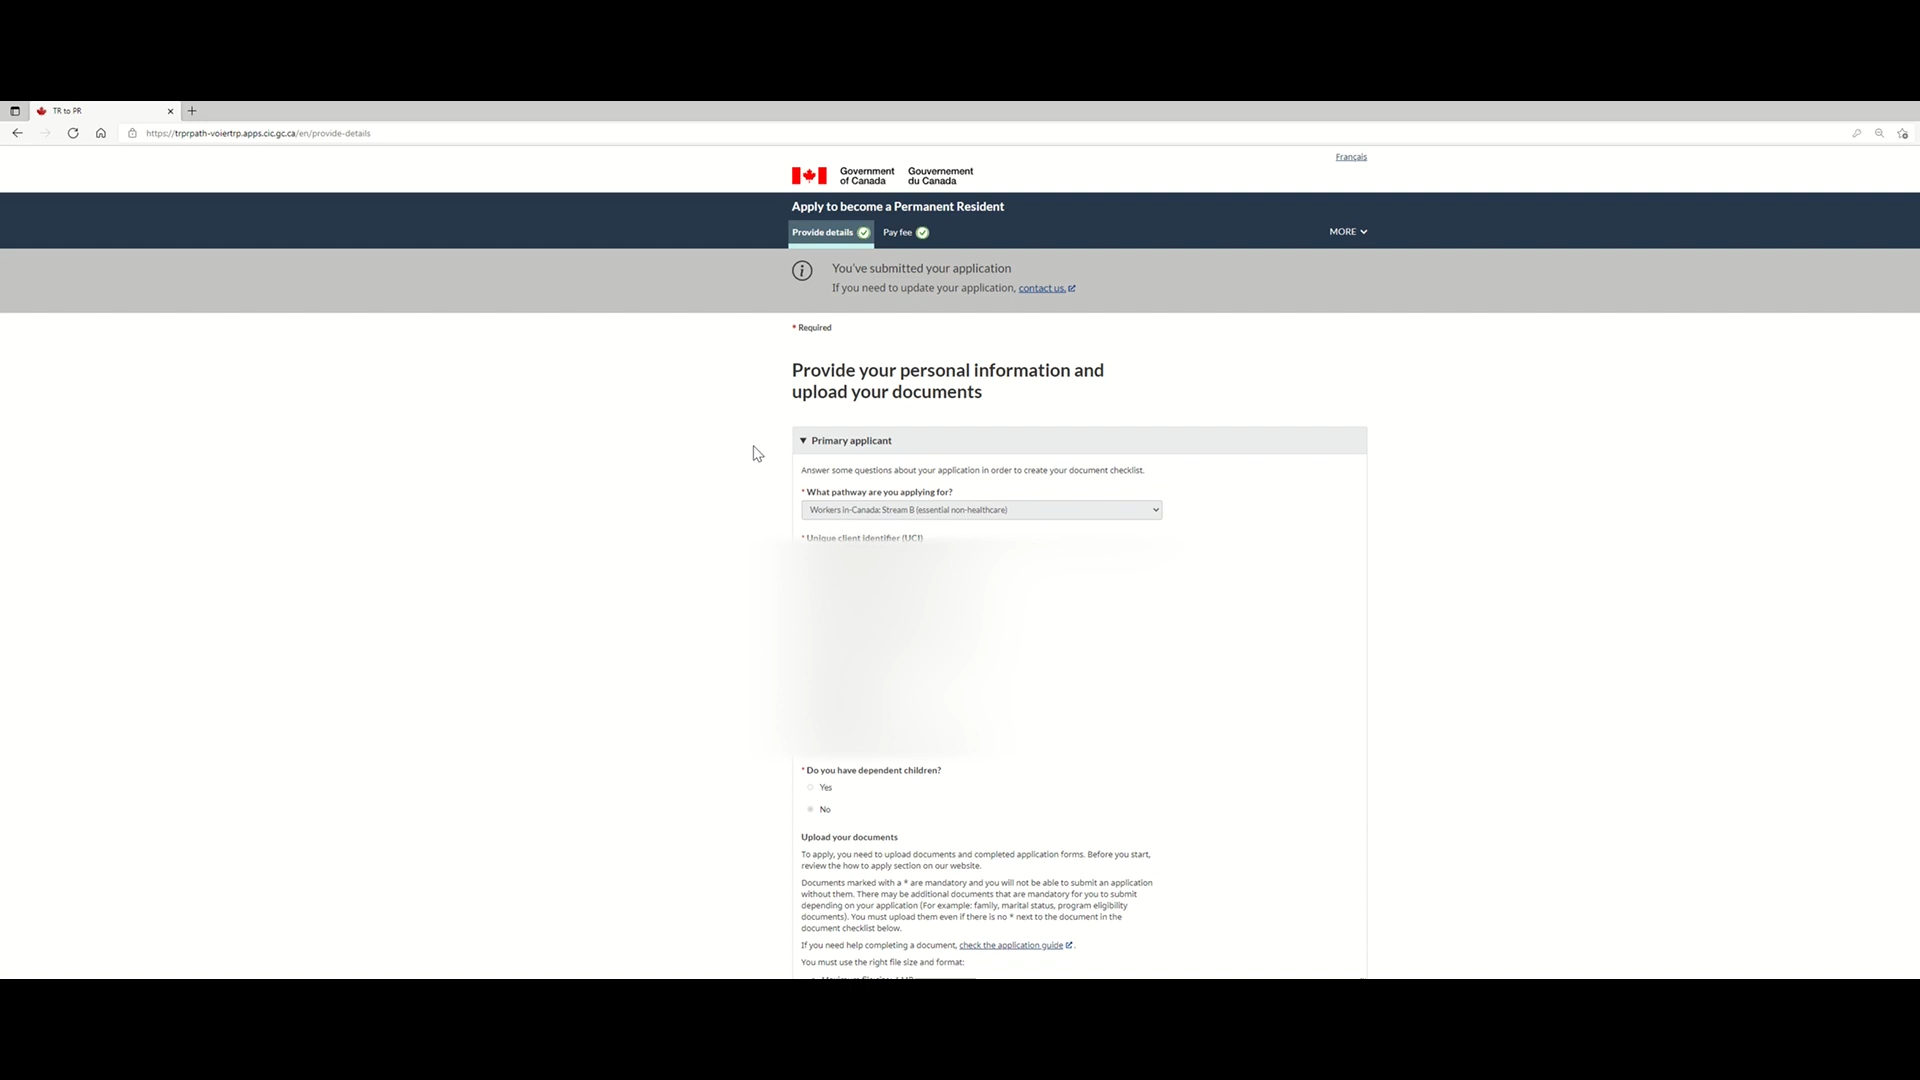 TR to PR
https://trprpath-voiertrp.apps.cic.gc.ca/en/provide-details
Français
Government of Canada
Gouvernement du Canada
Apply to become a Permanent Resident
Provide details
Pay fee
MORE
You've submitted your application
If you need to update your application, contact us.
* Required
Provide your personal information and
upload your documents
Primary applicant
Answer some questions about your application in order to create your document checklist.
* What pathway are you applying for?
Workers in-Canada: Stream B (essential non-healthcare)
* Unique client identifier (UCI)
* Do you have dependent children?
Yes
No
Upload your documents
To apply, you need to upload documents and completed application forms. Before you start,
review the how to apply section on our website.
Documents marked with a * are mandatory and you will not be able to submit an application
without them. There may be additional documents that are mandatory for you to submit
depending on your application (For example: family, marital status, program eligibility
documents). You must upload them even if there is no * next to the document in the
document checklist below.
If you need help completing a document, check the application guide.
You must use the right file size and format: